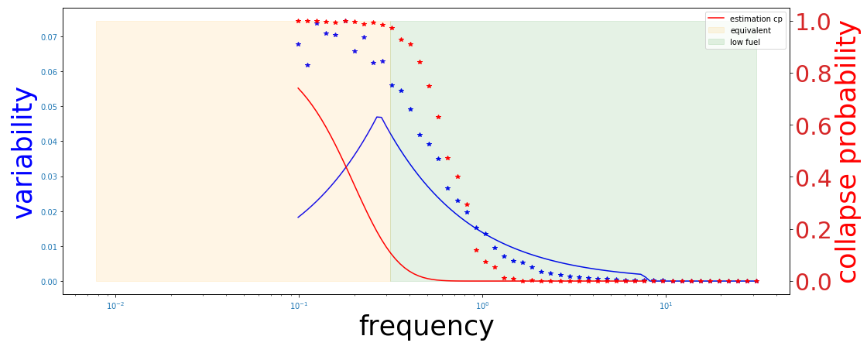 estimation cp
equivalent
low fuel
0.07
0.06
0.05
0.04
0.03
0.02
0.01
0.00
variability
1.0
0.8
0.6
0.4
0.2
0.0
collapse probability
10⁻² 10⁻¹ 10⁰ 10¹
frequency